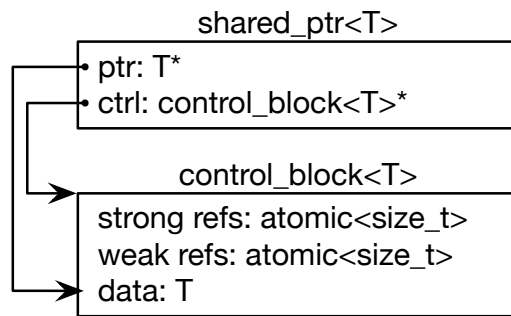 shared_ptr<T>
ptr: T*
ctrl: control_block<T>*
control_block<T>
strong refs: atomic<size_t>
weak refs: atomic<size_t>
data: T